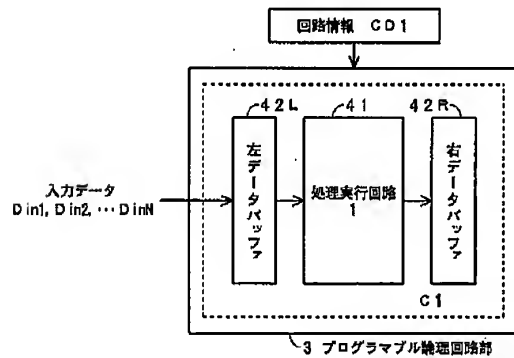 回路情報 CD1
42L
41
42R
左データバッファ
処理実行回路
1
右データバッファ
入力データ
Din1, Din2, … DinN
C1
3 プログラマブル論理回路部